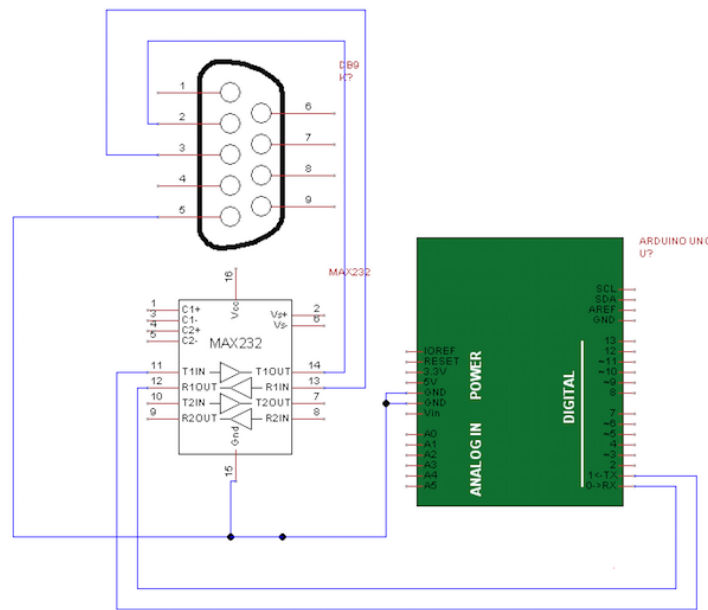 DB9
K?
1
2
3
4
5
6
7
8
9
MAX232
16
Vcc
1
3
4
5
C1+
C1-
C2+
C2-
2
6
Vs+
Vs-
MAX232
11 T1IN T1OUT 14
12 R1OUT R1IN 13
10 T2IN T2OUT 7
9 R2OUT R2IN 8
Gnd
15
ARDUINO UNO
U?
SCL
SDA
AREF
GND
13
12
~11
~10
~9
8
7
~6
~5
4
~3
2
1<-TX
0->RX
DIGITAL
IOREF
RESET
3.3V
5V
GND
GND
Vin
POWER
A0
A1
A2
A3
A4
A5
ANALOG IN